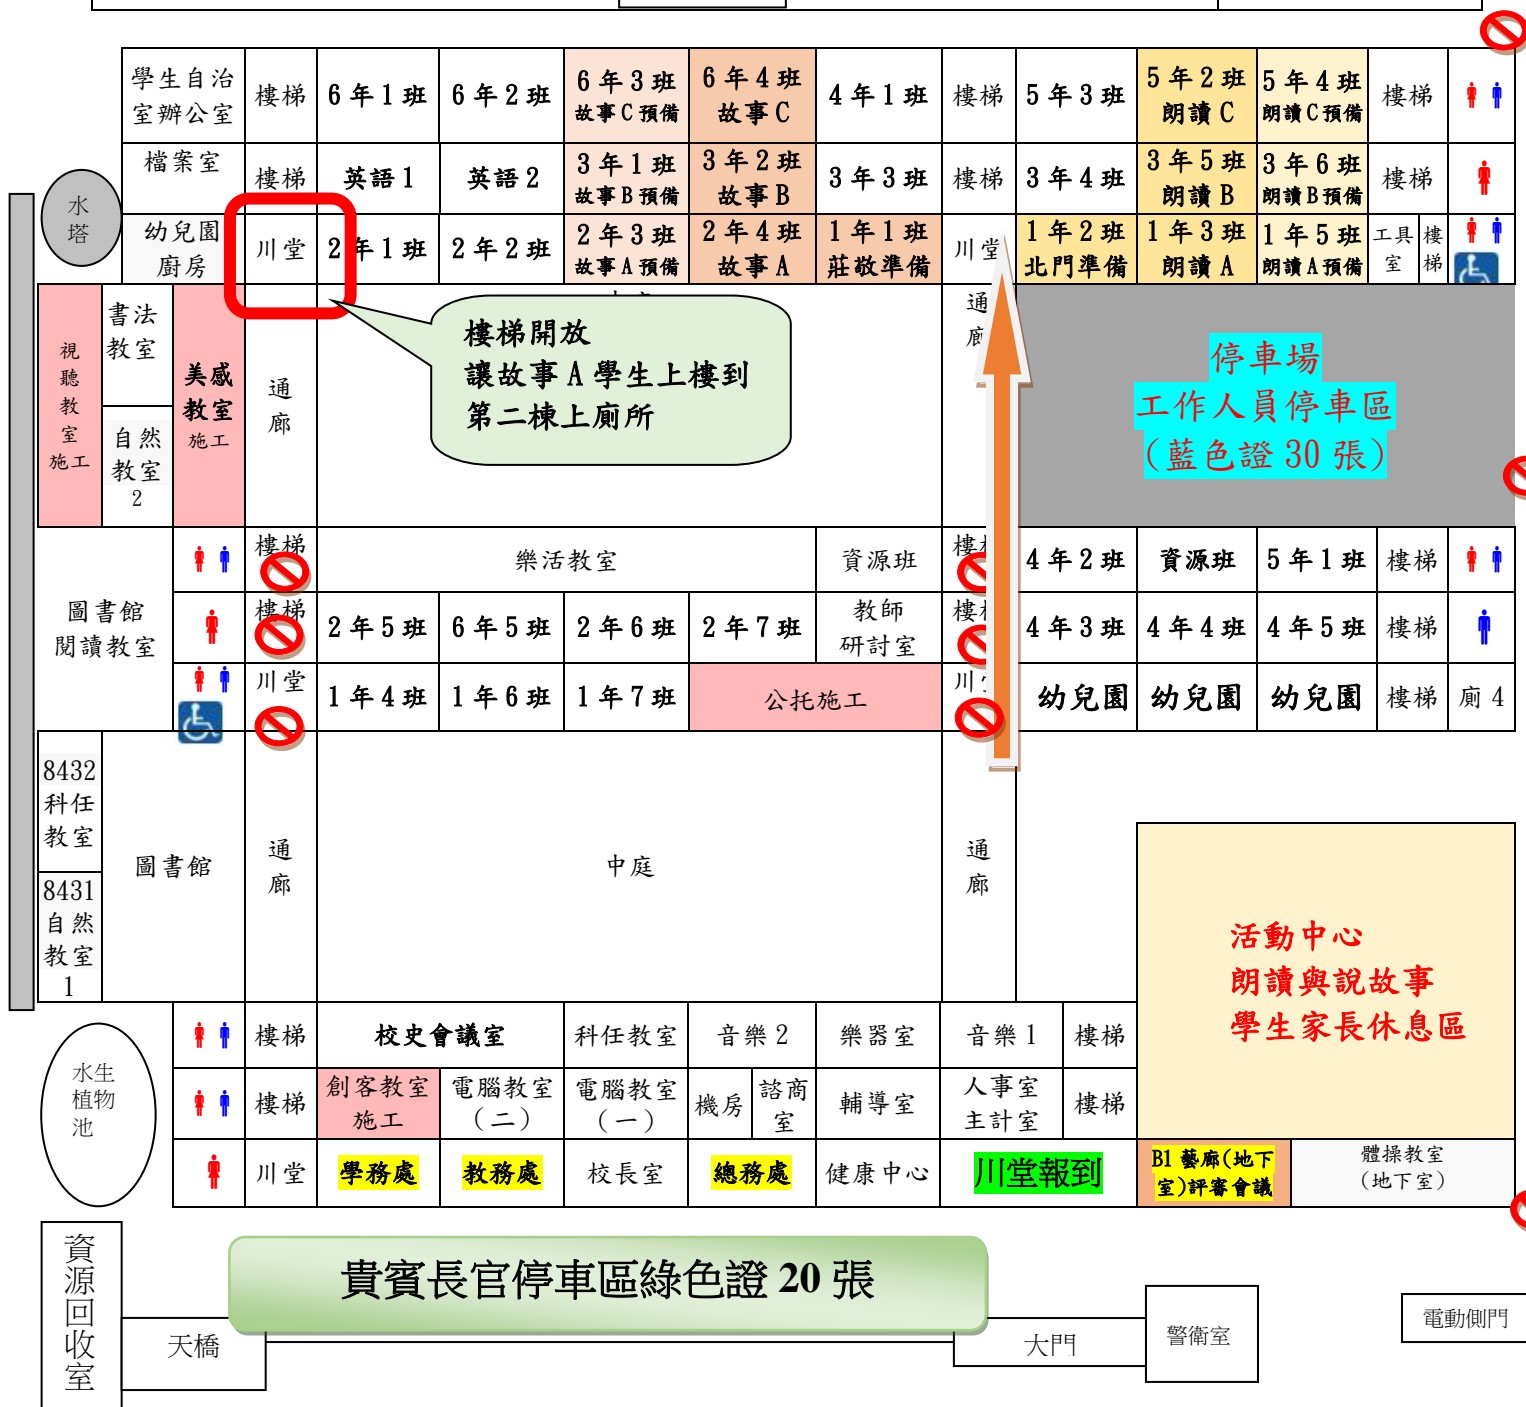 學生自治
室辦公室
樓梯
6年1班
6年2班
6年3班
故事C預備
6年4班
故事C
4年1班
樓梯
5年3班
5年2班
朗讀C
5年4班
朗讀C預備
樓梯
檔案室
樓梯
英語1
英語2
3年1班
故事B預備
3年2班
故事B
3年3班
樓梯
3年4班
3年5班
朗讀B
3年6班
朗讀B預備
樓梯
水
塔
幼兒園
廚房
川堂
2年1班
2年2班
2年3班
故事A預備
2年4班
故事A
1年1班
莊敬準備
川堂
1年2班
北門準備
1年3班
朗讀A
1年5班
朗讀A預備
工具
室
樓
梯
視
聽
教
室
施工
書法
教室
自然
教室
2
美感
教室
施工
通
廊
樓梯開放
讓故事A學生上樓到
第二棟上廁所
通
廊
停車場
工作人員停車區
(藍色證30張)
樓梯
樂活教室
資源班
樓梯
4年2班
資源班
5年1班
樓梯
圖書館
閱讀教室
樓梯
2年5班
6年5班
2年6班
2年7班
教師
研討室
樓梯
4年3班
4年4班
4年5班
樓梯
川堂
1年4班
1年6班
1年7班
公托施工
川堂
幼兒園
幼兒園
幼兒園
樓梯
廁4
8432
科任
教室
8431
自然
教室
1
圖書館
通
廊
中庭
通
廊
活動中心
朗讀與說故事
學生家長休息區
樓梯
校史會議室
科任教室
音樂2
樂器室
音樂1
樓梯
水生
植物
池
樓梯
創客教室
施工
電腦教室
(二)
電腦教室
(一)
機房
諮商
室
輔導室
人事室
主計室
樓梯
川堂
學務處
教務處
校長室
總務處
健康中心
川堂報到
B1藝廊(地下
室)評審會議
體操教室
(地下室)
資
源
回
收
室
貴賓長官停車區綠色證20張
天橋
大門
警衛室
電動側門